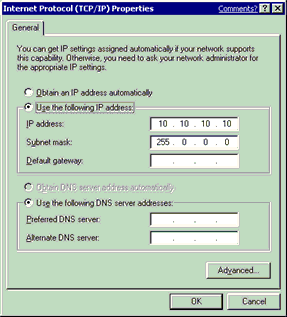 Internet Protocol (TCP/IP) Properties Comments? ? X
General
You can get IP settings assigned automatically if your network supports
this capability. Otherwise, you need to ask your network administrator for
the appropriate IP settings.
Obtain an IP address automatically
Use the following IP address:
IP address: 10 . 10 . 10 . 10
Subnet mask: 255 . 0 . 0 . 0
Default gateway: . . .
Obtain DNS server address automatically
Use the following DNS server addresses:
Preferred DNS server: . . .
Alternate DNS server: . . .
Advanced...
OK Cancel